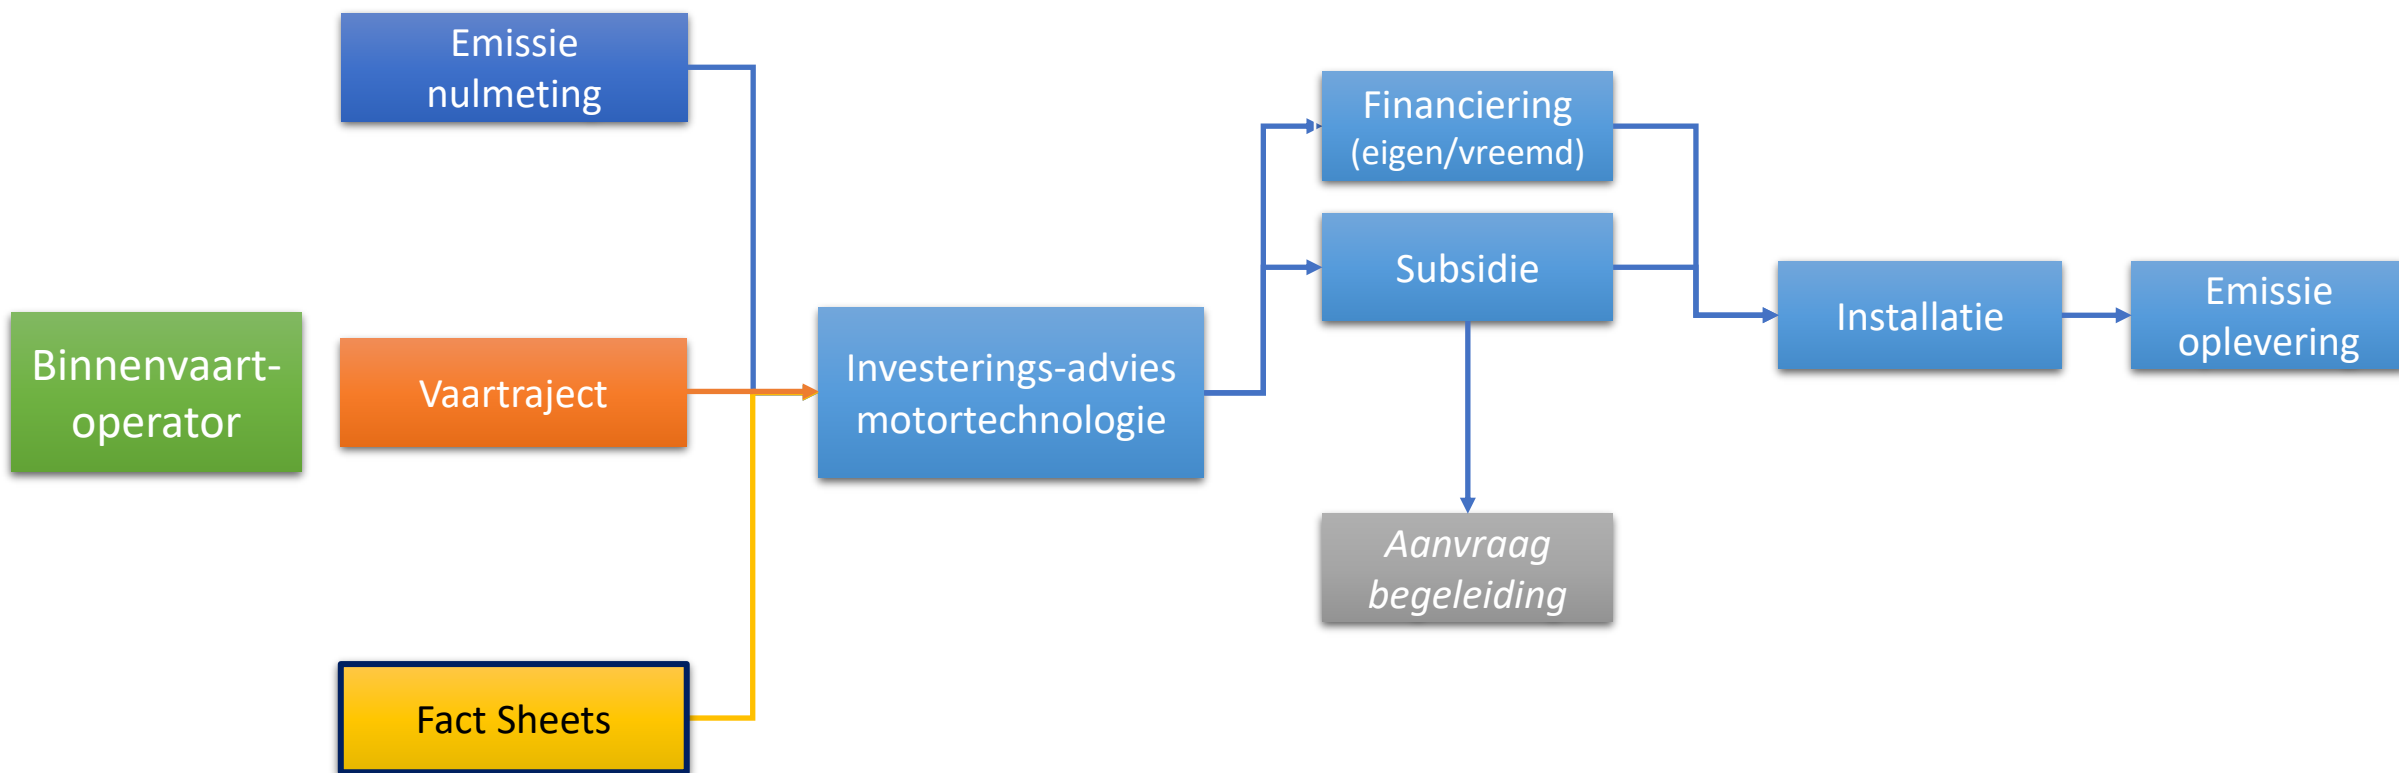 Emissie
nulmeting
Binnenvaart-
operator
Vaartraject
Fact Sheets
Investerings-advies
motortechnologie
Financiering
(eigen/vreemd)
Subsidie
Aanvraag
begeleiding
Installatie
Emissie
oplevering